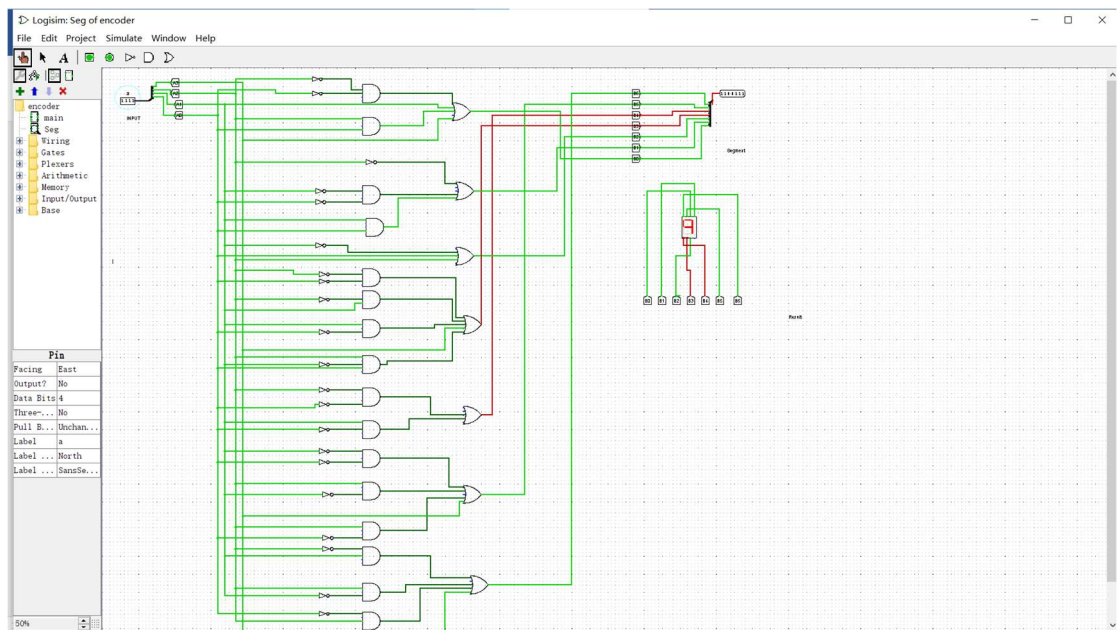 Logisim: Seg of encoder
File Edit Project Simulate Window Help
encoder
main
Seg
Wiring
Gates
Plexers
Arithmetic
Memory
Input/Output
Base
Pin
Facing East
Output? No
Data Bits 4
Three-... No
Pull B... Unchan...
Label a
Label ... North
Label ... SansSe...
50%
INPUT
Segment